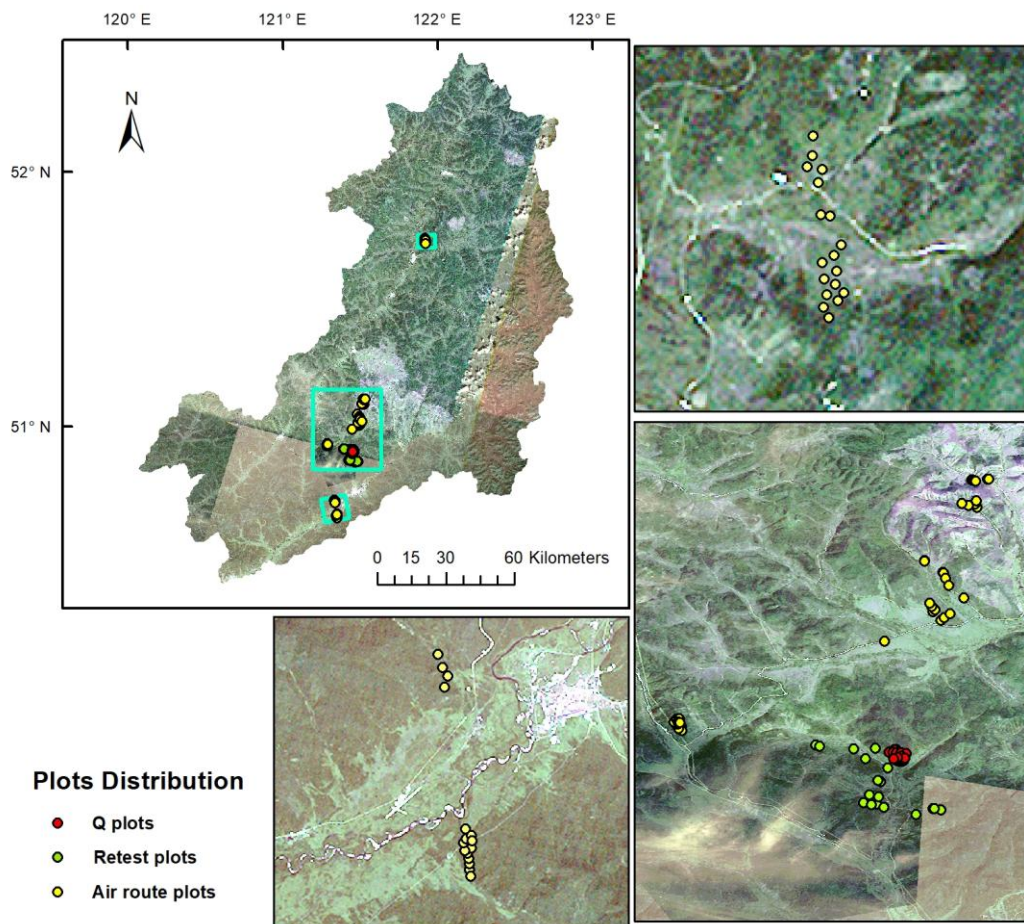 120° E 121° E 122° E 123° E
N
52° N
51° N
0 15 30 60 Kilometers
Plots Distribution
Q plots
Retest plots
Air route plots